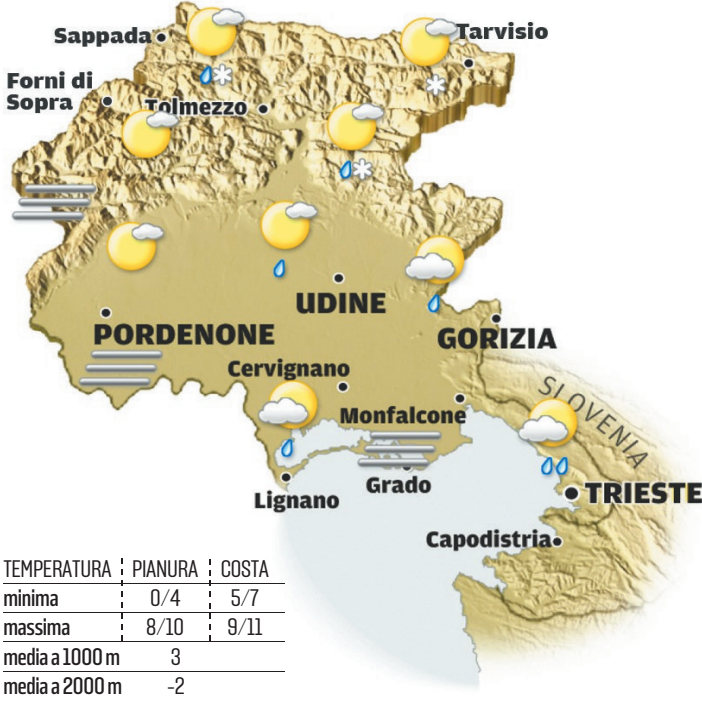 Sappada
Tarvisio
Forni di
Sopra
Tolmezzo
UDINE
PORDENONE
GORIZIA
Cervignano
SLOVENIA
Monfalcone
Grado
Lignano
TRIESTE
Capodistria
TEMPERATURA PIANURA COSTA
minima 0/4 5/7
massima 8/10 9/11
media a 1000 m 3
media a 2000 m -2